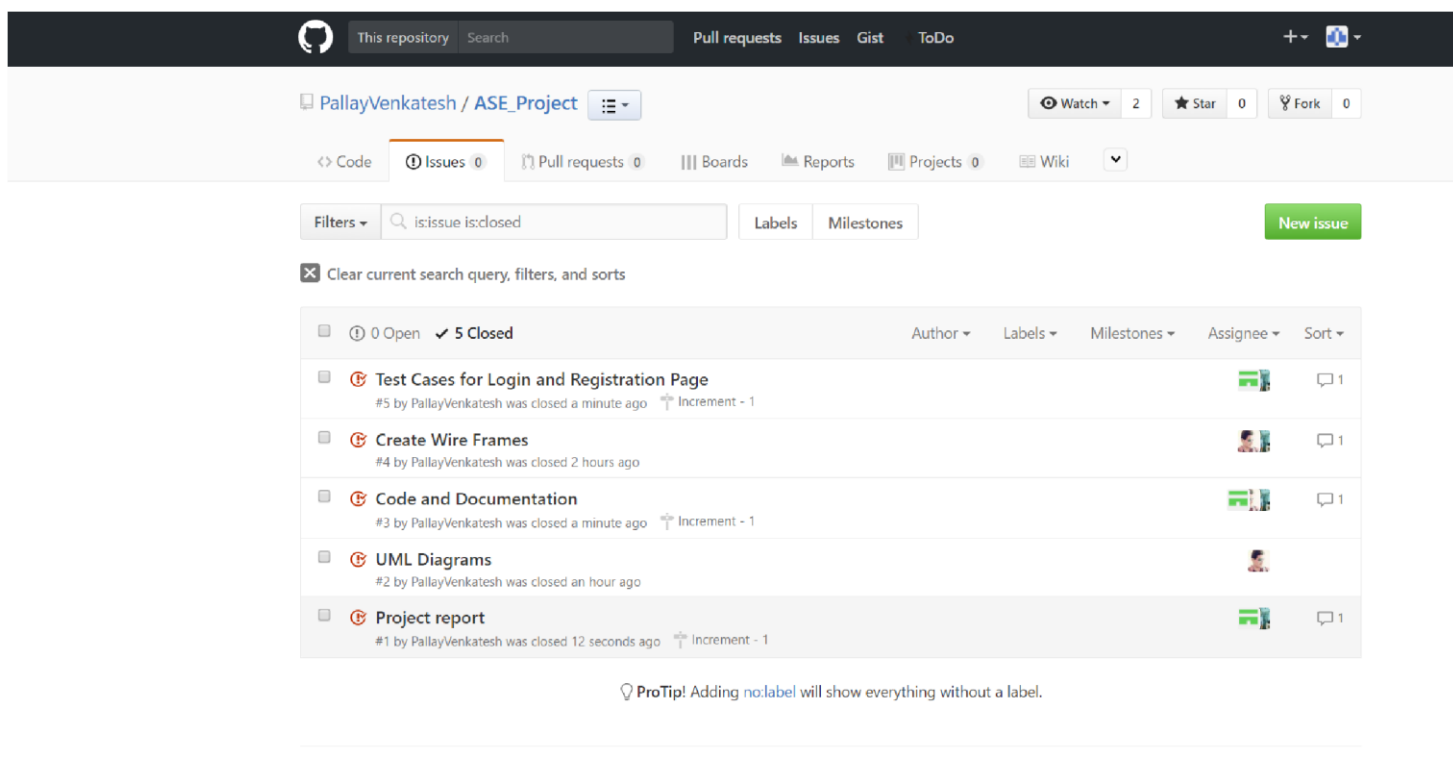 This repository Search Pull requests Issues Gist ToDo
PallayVenkatesh / ASE_Project Watch 2 Star 0 Fork 0
Code Issues 0 Pull requests 0 Boards Reports Projects 0 Wiki
Filters is:issue is:closed Labels Milestones New issue
Clear current search query, filters, and sorts
0 Open 5 Closed Author Labels Milestones Assignee Sort
Test Cases for Login and Registration Page 1
#5 by PallayVenkatesh was closed a minute ago Increment - 1
Create Wire Frames 1
#4 by PallayVenkatesh was closed 2 hours ago
Code and Documentation 1
#3 by PallayVenkatesh was closed a minute ago Increment - 1
UML Diagrams
#2 by PallayVenkatesh was closed an hour ago
Project report 1
#1 by PallayVenkatesh was closed 12 seconds ago Increment - 1
ProTip! Adding no:label will show everything without a label.